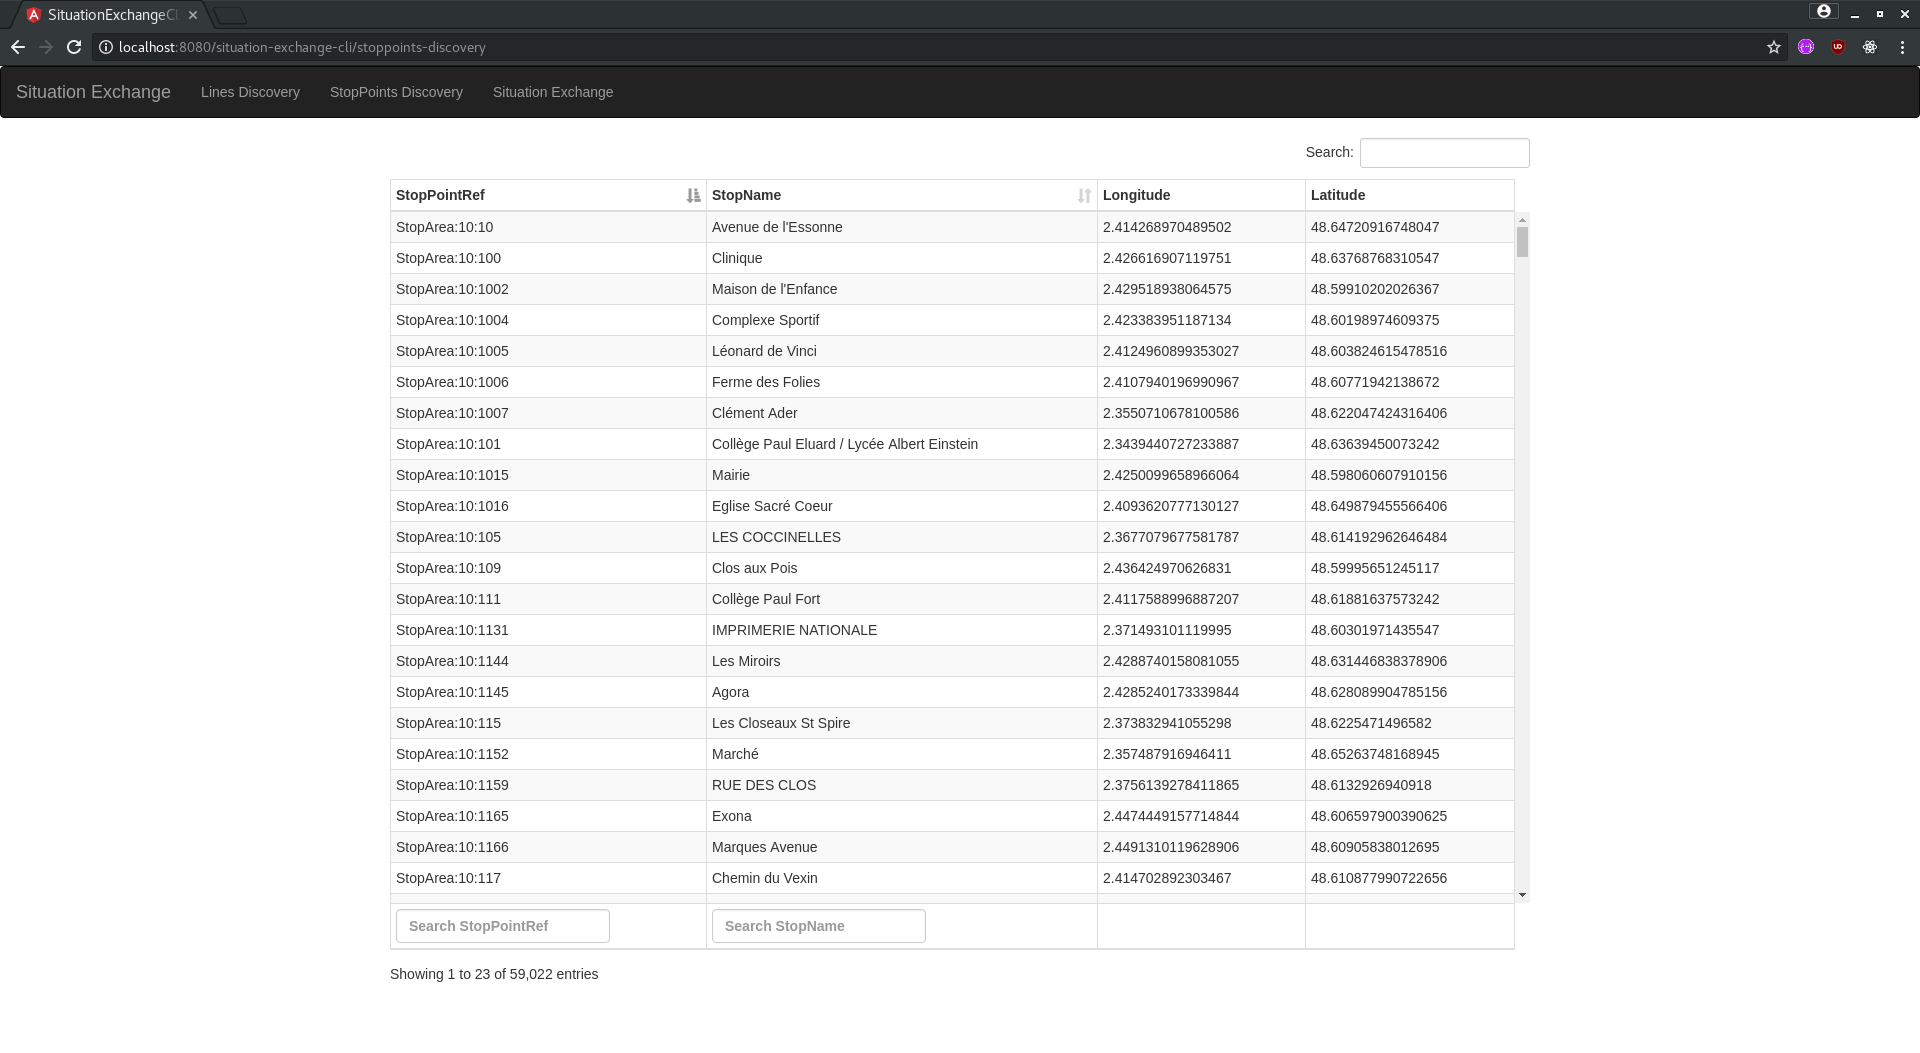 SituationExchangeCl
localhost:8080/situation-exchange-cli/stoppoints-discovery
Situation Exchange Lines Discovery StopPoints Discovery Situation Exchange
Search:
StopPointRef StopName Longitude Latitude
StopArea:10:10 Avenue de l'Essonne 2.414268970489502 48.64720916748047
StopArea:10:100 Clinique 2.426616907119751 48.63768768310547
StopArea:10:1002 Maison de l'Enfance 2.429518938064575 48.59910202026367
StopArea:10:1004 Complexe Sportif 2.423383951187134 48.60198974609375
StopArea:10:1005 Léonard de Vinci 2.4124960899353027 48.603824615478516
StopArea:10:1006 Ferme des Folies 2.4107940196990967 48.60771942138672
StopArea:10:1007 Clément Ader 2.3550710678100586 48.622047424316406
StopArea:10:101 Collège Paul Eluard / Lycée Albert Einstein 2.3439440727233887 48.63639450073242
StopArea:10:1015 Mairie 2.4250099658966064 48.598060607910156
StopArea:10:1016 Eglise Sacré Coeur 2.4093620777130127 48.649879455566406
StopArea:10:105 LES COCCINELLES 2.3677079677581787 48.614192962646484
StopArea:10:109 Clos aux Pois 2.436424970626831 48.59995651245117
StopArea:10:111 Collège Paul Fort 2.4117588996887207 48.61881637573242
StopArea:10:1131 IMPRIMERIE NATIONALE 2.371493101119995 48.60301971435547
StopArea:10:1144 Les Miroirs 2.4288740158081055 48.631446838378906
StopArea:10:1145 Agora 2.4285240173339844 48.628089904785156
StopArea:10:115 Les Closeaux St Spire 2.373832941055298 48.6225471496582
StopArea:10:1152 Marché 2.357487916946411 48.65263748168945
StopArea:10:1159 RUE DES CLOS 2.3756139278411865 48.6132926940918
StopArea:10:1165 Exona 2.4474449157714844 48.606597900390625
StopArea:10:1166 Marques Avenue 2.4491310119628906 48.60905838012695
StopArea:10:117 Chemin du Vexin 2.414702892303467 48.610877990722656
Search StopPointRef Search StopName
Showing 1 to 23 of 59,022 entries